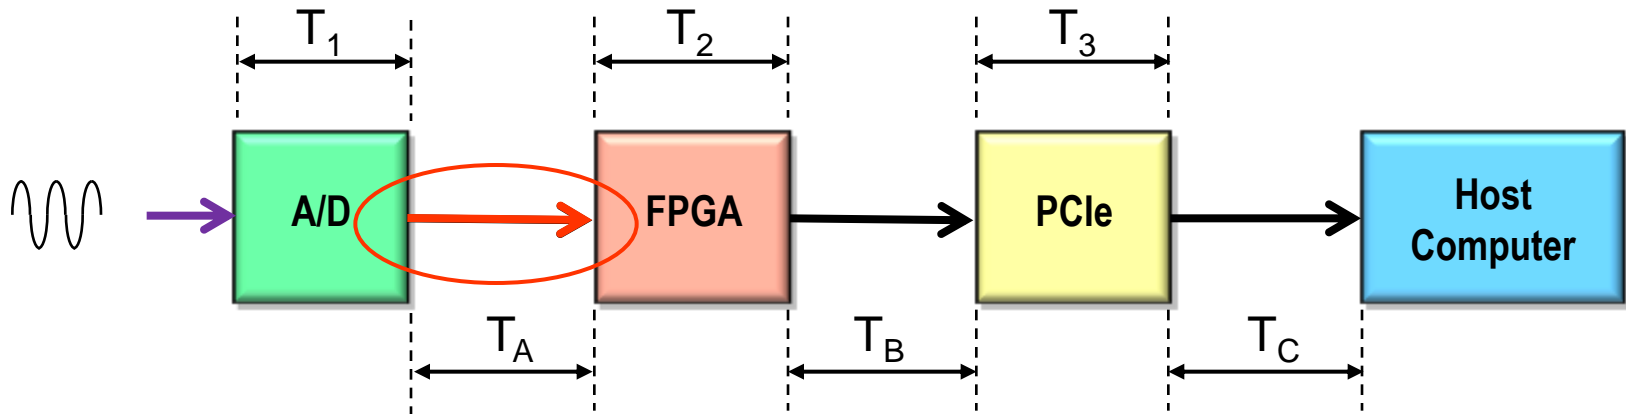 T1 T2 T3
A/D FPGA PCIe Host
Computer
TA TB TC